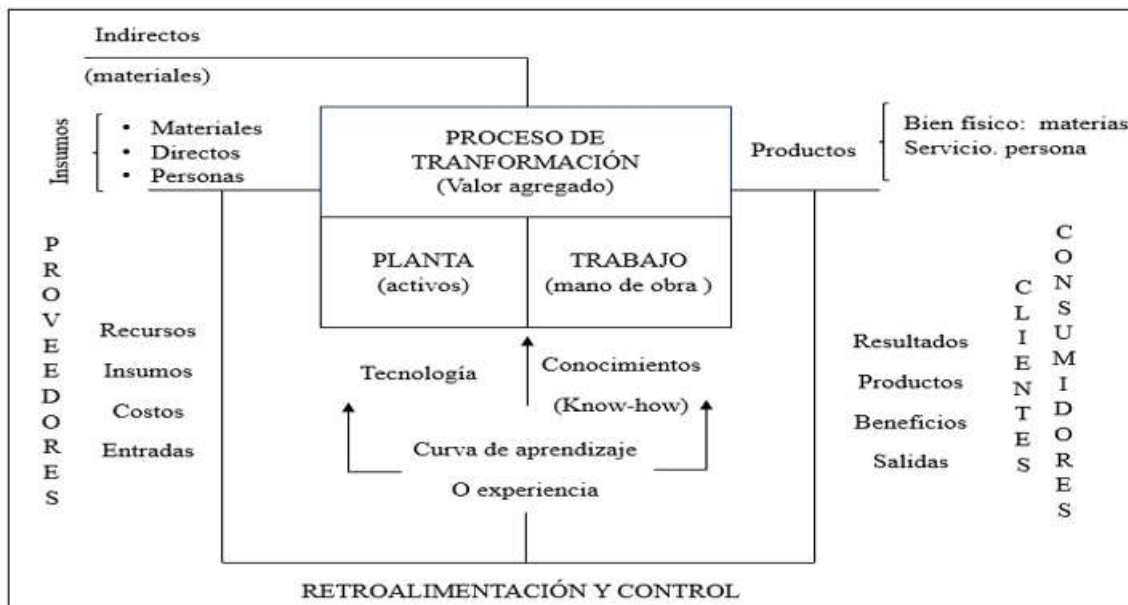 Indirectos
(materiales)
Insumos
• Materiales
• Directos
• Personas
PROCESO DE
TRANFORMACIÓN
(Valor agregado)
Productos
Bien físico: materias
Servicio. persona
PLANTA
(activos)
TRABAJO
(mano de obra )
PROVEEDORES
Recursos
Insumos
Costos
Entradas
Tecnología
Conocimientos
(Know-how)
Curva de aprendizaje
O experiencia
Resultados
Productos
Beneficios
Salidas
CLIENTES
CONSUMIDORES
RETROALIMENTACIÓN Y CONTROL